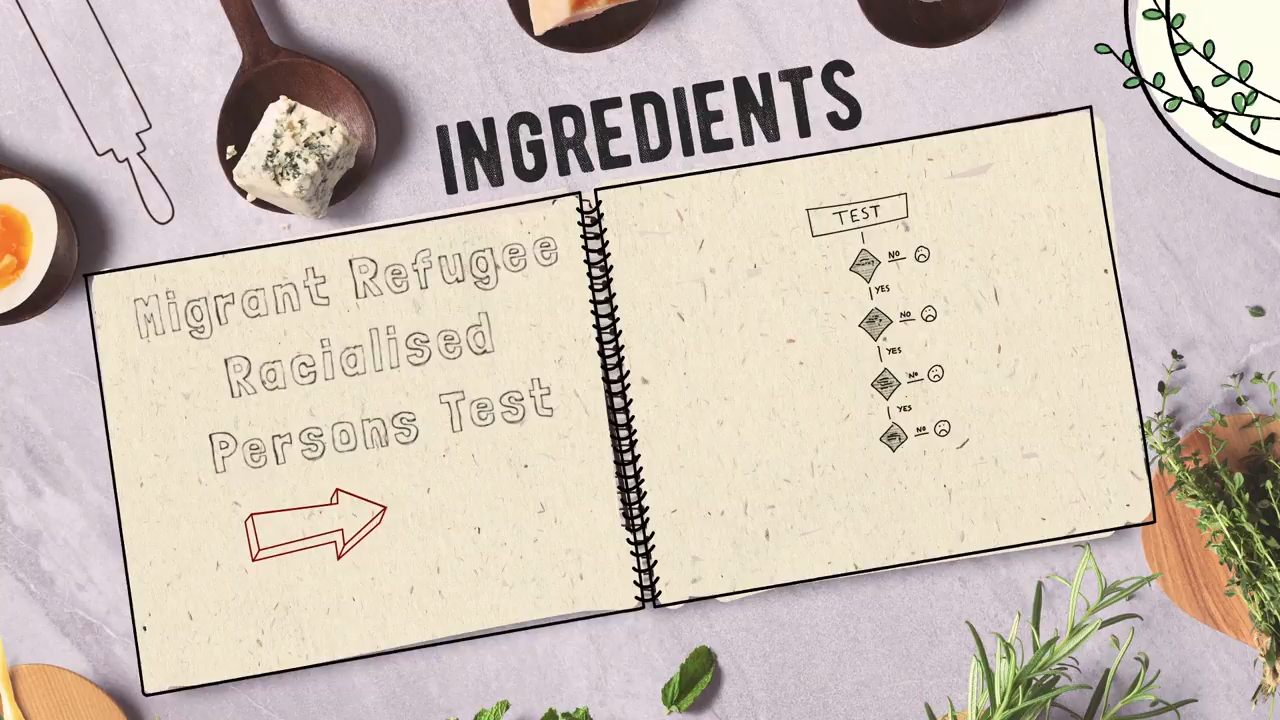 INGREDIENTS
Migrant Refugee
Racialised
Persons Test
TEST
NO
YES
NO
YES
NO
YES
NO